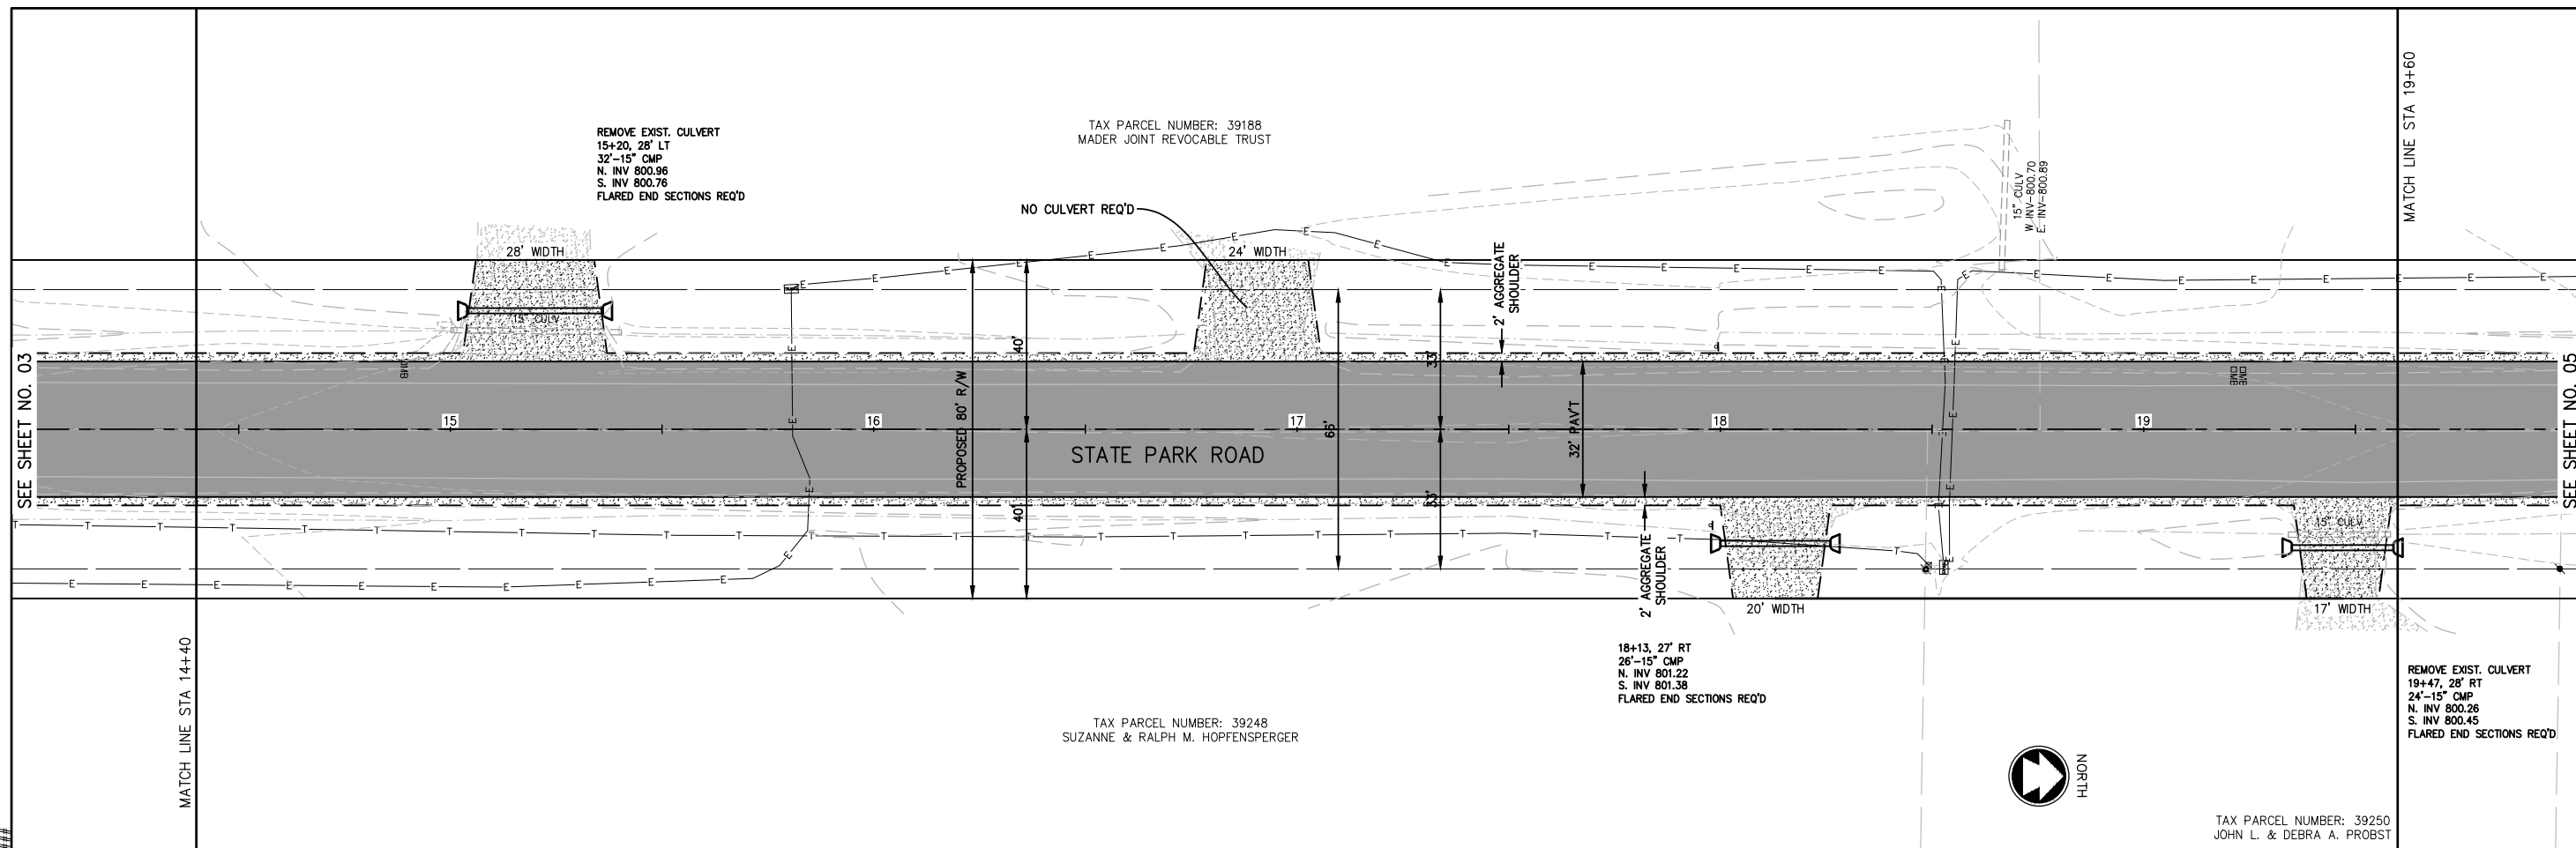 MATCH LINE STA 19+60
TAX PARCEL NUMBER: 39188
MADER JOINT REVOCABLE TRUST
REMOVE EXIST. CULVERT
15+20, 28' LT
32'-15" CMP
N. INV 800.96
S. INV 800.76
FLARED END SECTIONS REQ'D
NO CULVERT REQ'D
15" CULV
W. INV-800.70
E. INV-800.89
28' WIDTH
24' WIDTH
2' AGGREGATE
SHOULDER
15" CULV
SEE SHEET NO. 03
SEE SHEET NO. 05
40'
33'
MB
MB
MB
15
16
17
18
19
PROPOSED 80' R/W
66'
32' PAV'T
STATE PARK ROAD
40'
33'
15" CULV
2' AGGREGATE
SHOULDER
20' WIDTH
17' WIDTH
MATCH LINE STA 14+40
18+13, 27' RT
26'-15" CMP
N. INV 801.22
S. INV 801.38
FLARED END SECTIONS REQ'D
REMOVE EXIST. CULVERT
19+47, 28' RT
24'-15" CMP
N. INV 800.26
S. INV 800.45
FLARED END SECTIONS REQ'D
TAX PARCEL NUMBER: 39248
SUZANNE & RALPH M. HOPFENSPERGER
NORTH
TAX PARCEL NUMBER: 39250
JOHN L. & DEBRA A. PROBST